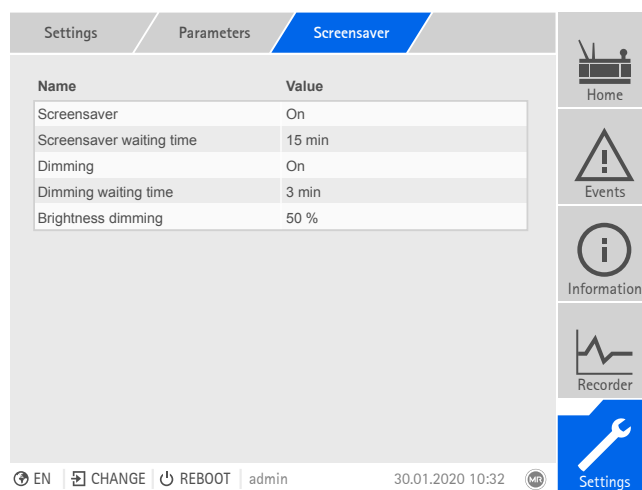 Settings Parameters Screensaver
Name Value
Screensaver On
Screensaver waiting time 15 min
Dimming On
Dimming waiting time 3 min
Brightness dimming 50 %
Home
Events
Information
Recorder
Settings
EN CHANGE REBOOT admin 30.01.2020 10:32 MR